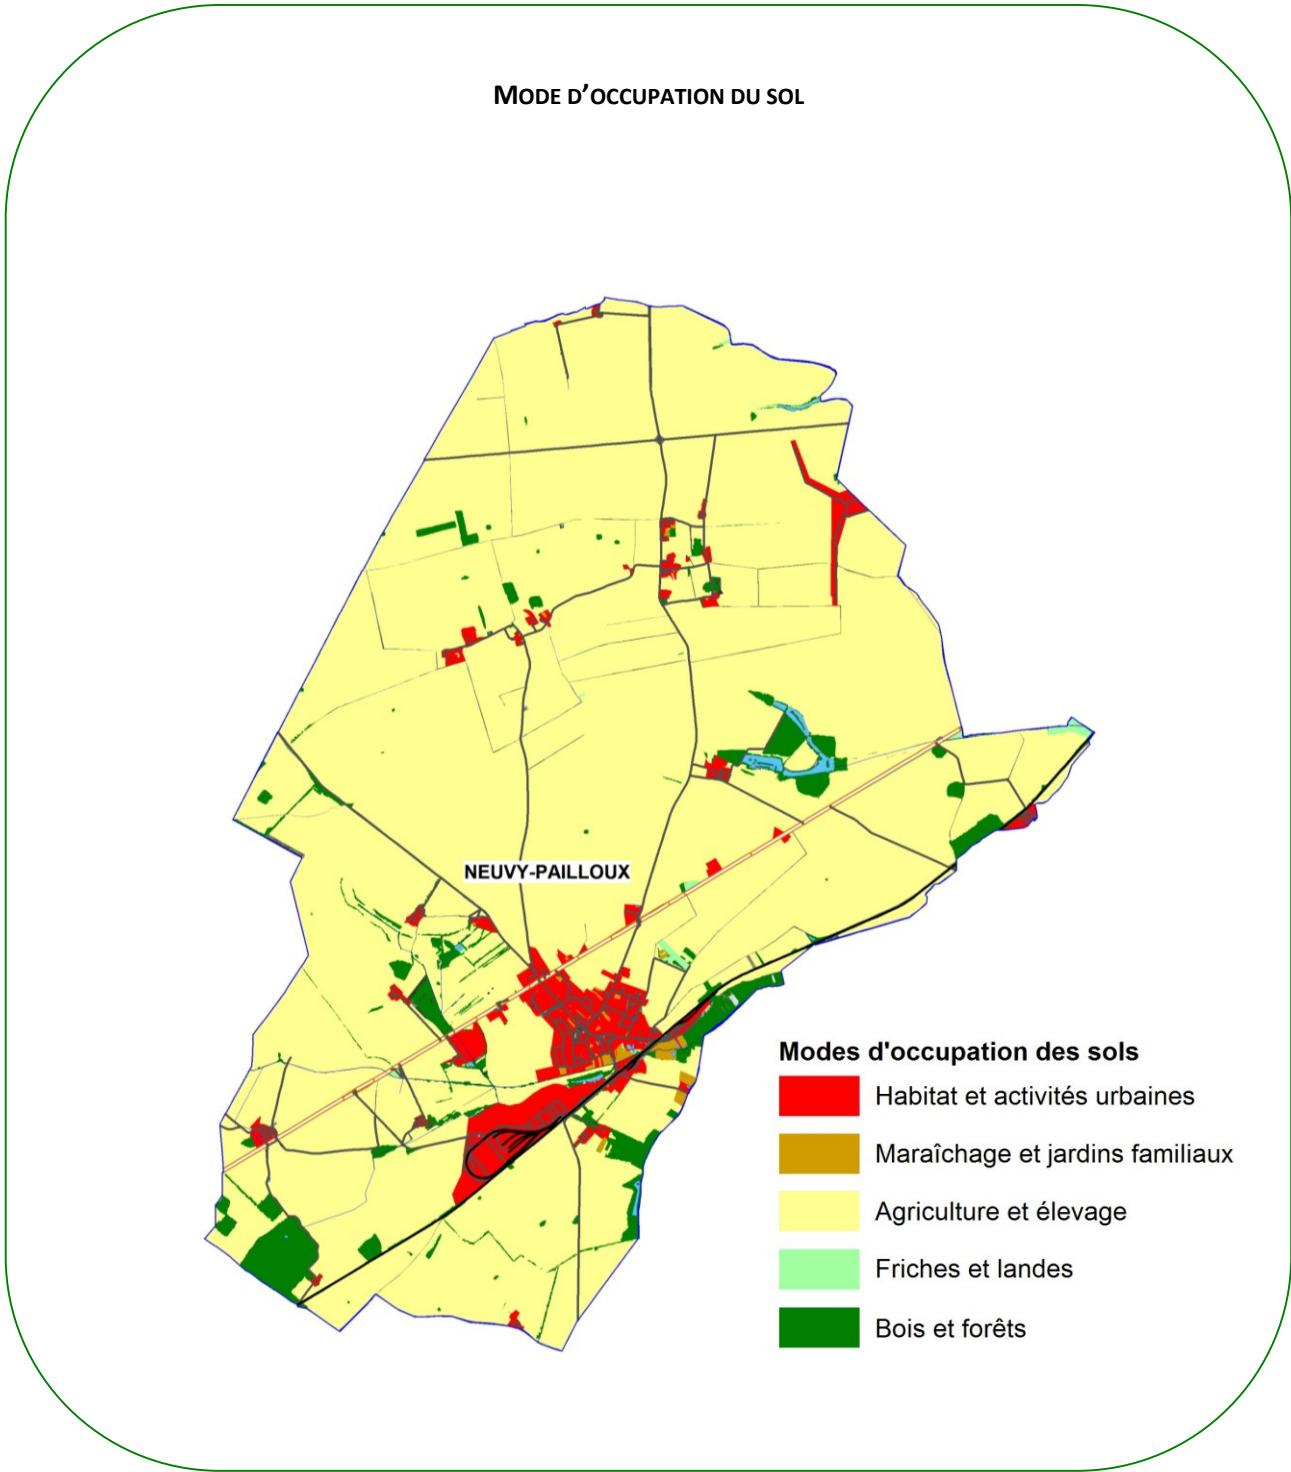 MODE D'OCCUPATION DU SOL
NEUVY-PAILLOUX
Modes d'occupation des sols
Habitat et activités urbaines
Maraîchage et jardins familiaux
Agriculture et élevage
Friches et landes
Bois et forêts